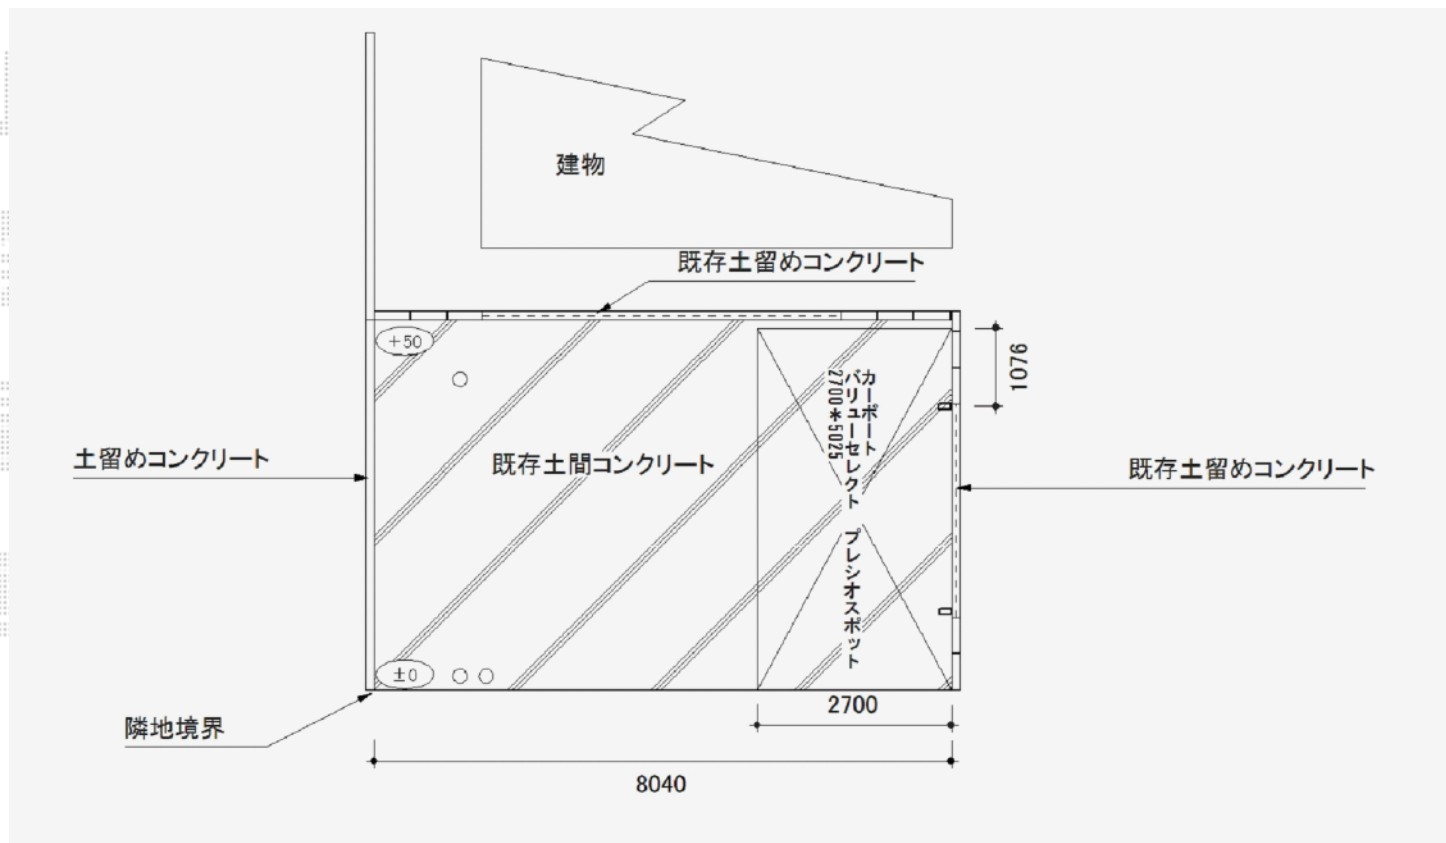 建物
既存土留めコンクリート
+50
1076
カーポート
バリューセレクト プレシオスポット
2700*5025
土留めコンクリート
既存土間コンクリート
既存土留めコンクリート
±0
2700
隣地境界
8040